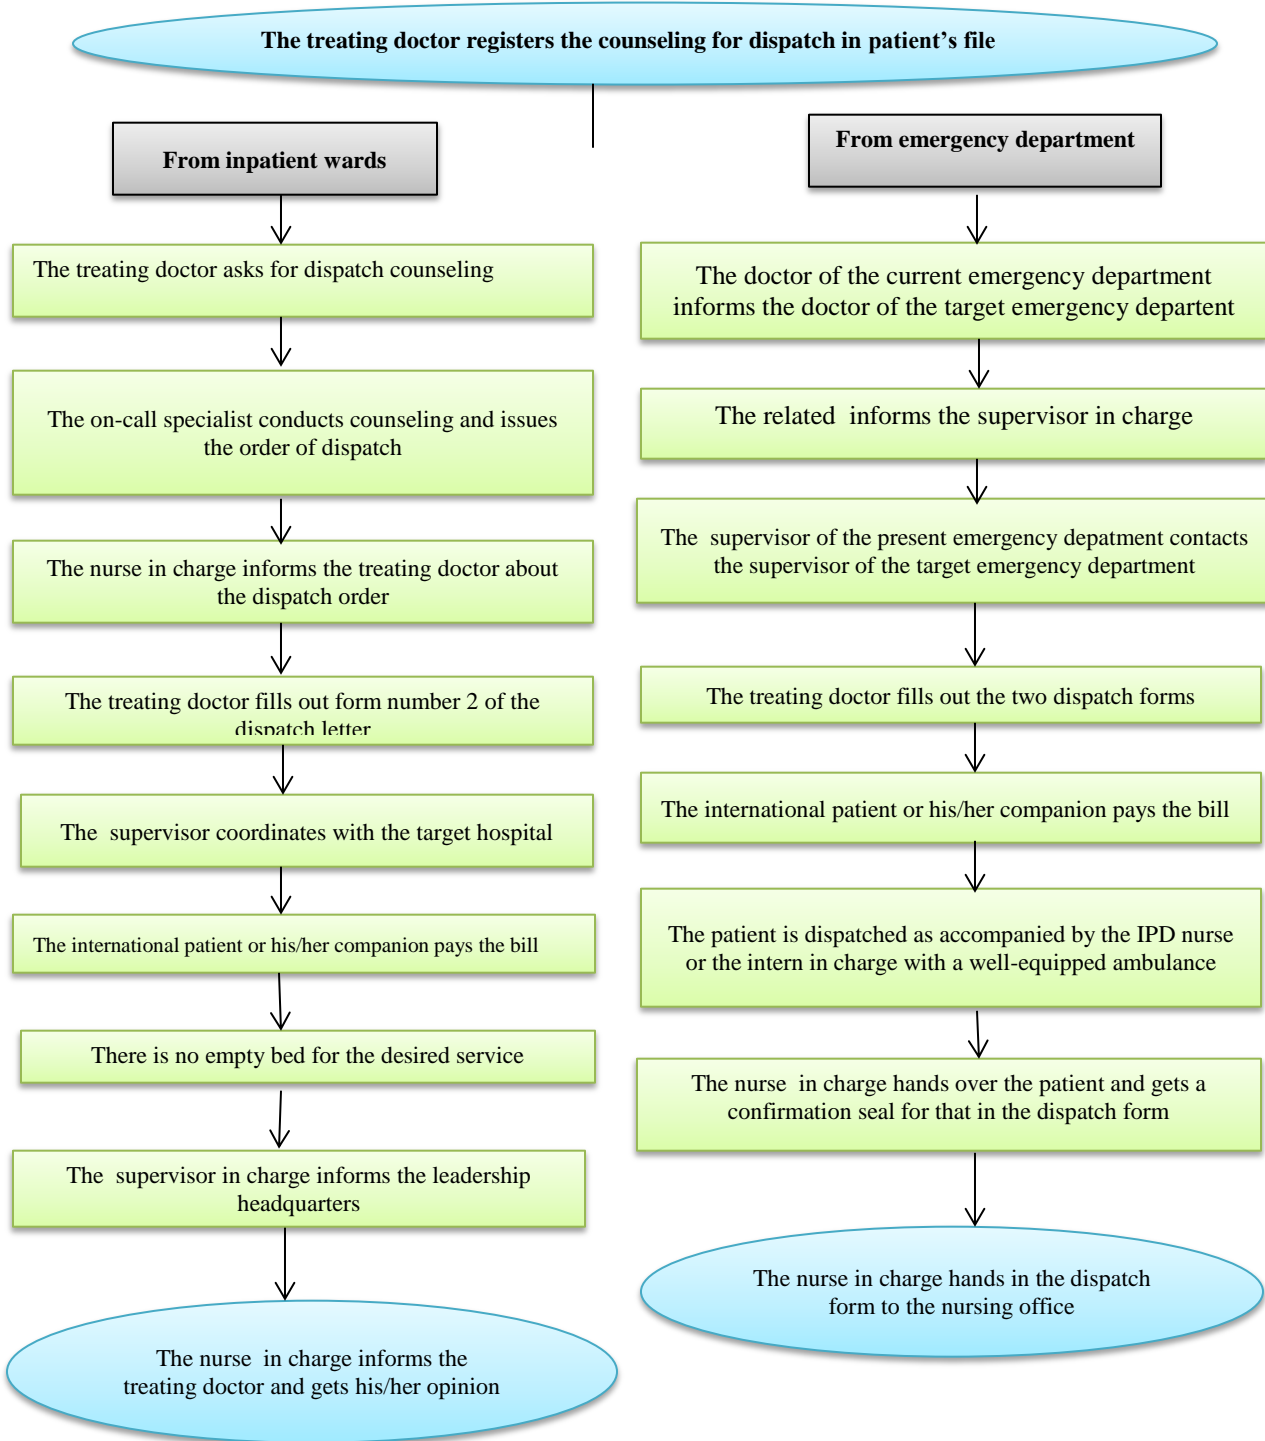 The treating doctor registers the counseling for dispatch in patient's file
From inpatient wards
The treating doctor asks for dispatch counseling
The on-call specialist conducts counseling and issues
the order of dispatch
The nurse in charge informs the treating doctor about
the dispatch order
The treating doctor fills out form number 2 of the
dispatch letter
The supervisor coordinates with the target hospital
The international patient or his/her companion pays the bill
There is no empty bed for the desired service
The supervisor in charge informs the leadership
headquarters
The nurse in charge informs the
treating doctor and gets his/her opinion
From emergency department
The doctor of the current emergency department
informs the doctor of the target emergency departent
The related informs the supervisor in charge
The supervisor of the present emergency depatment contacts
the supervisor of the target emergency department
The treating doctor fills out the two dispatch forms
The international patient or his/her companion pays the bill
The patient is dispatched as accompanied by the IPD nurse
or the intern in charge with a well-equipped ambulance
The nurse in charge hands over the patient and gets a
confirmation seal for that in the dispatch form
The nurse in charge hands in the dispatch
form to the nursing office